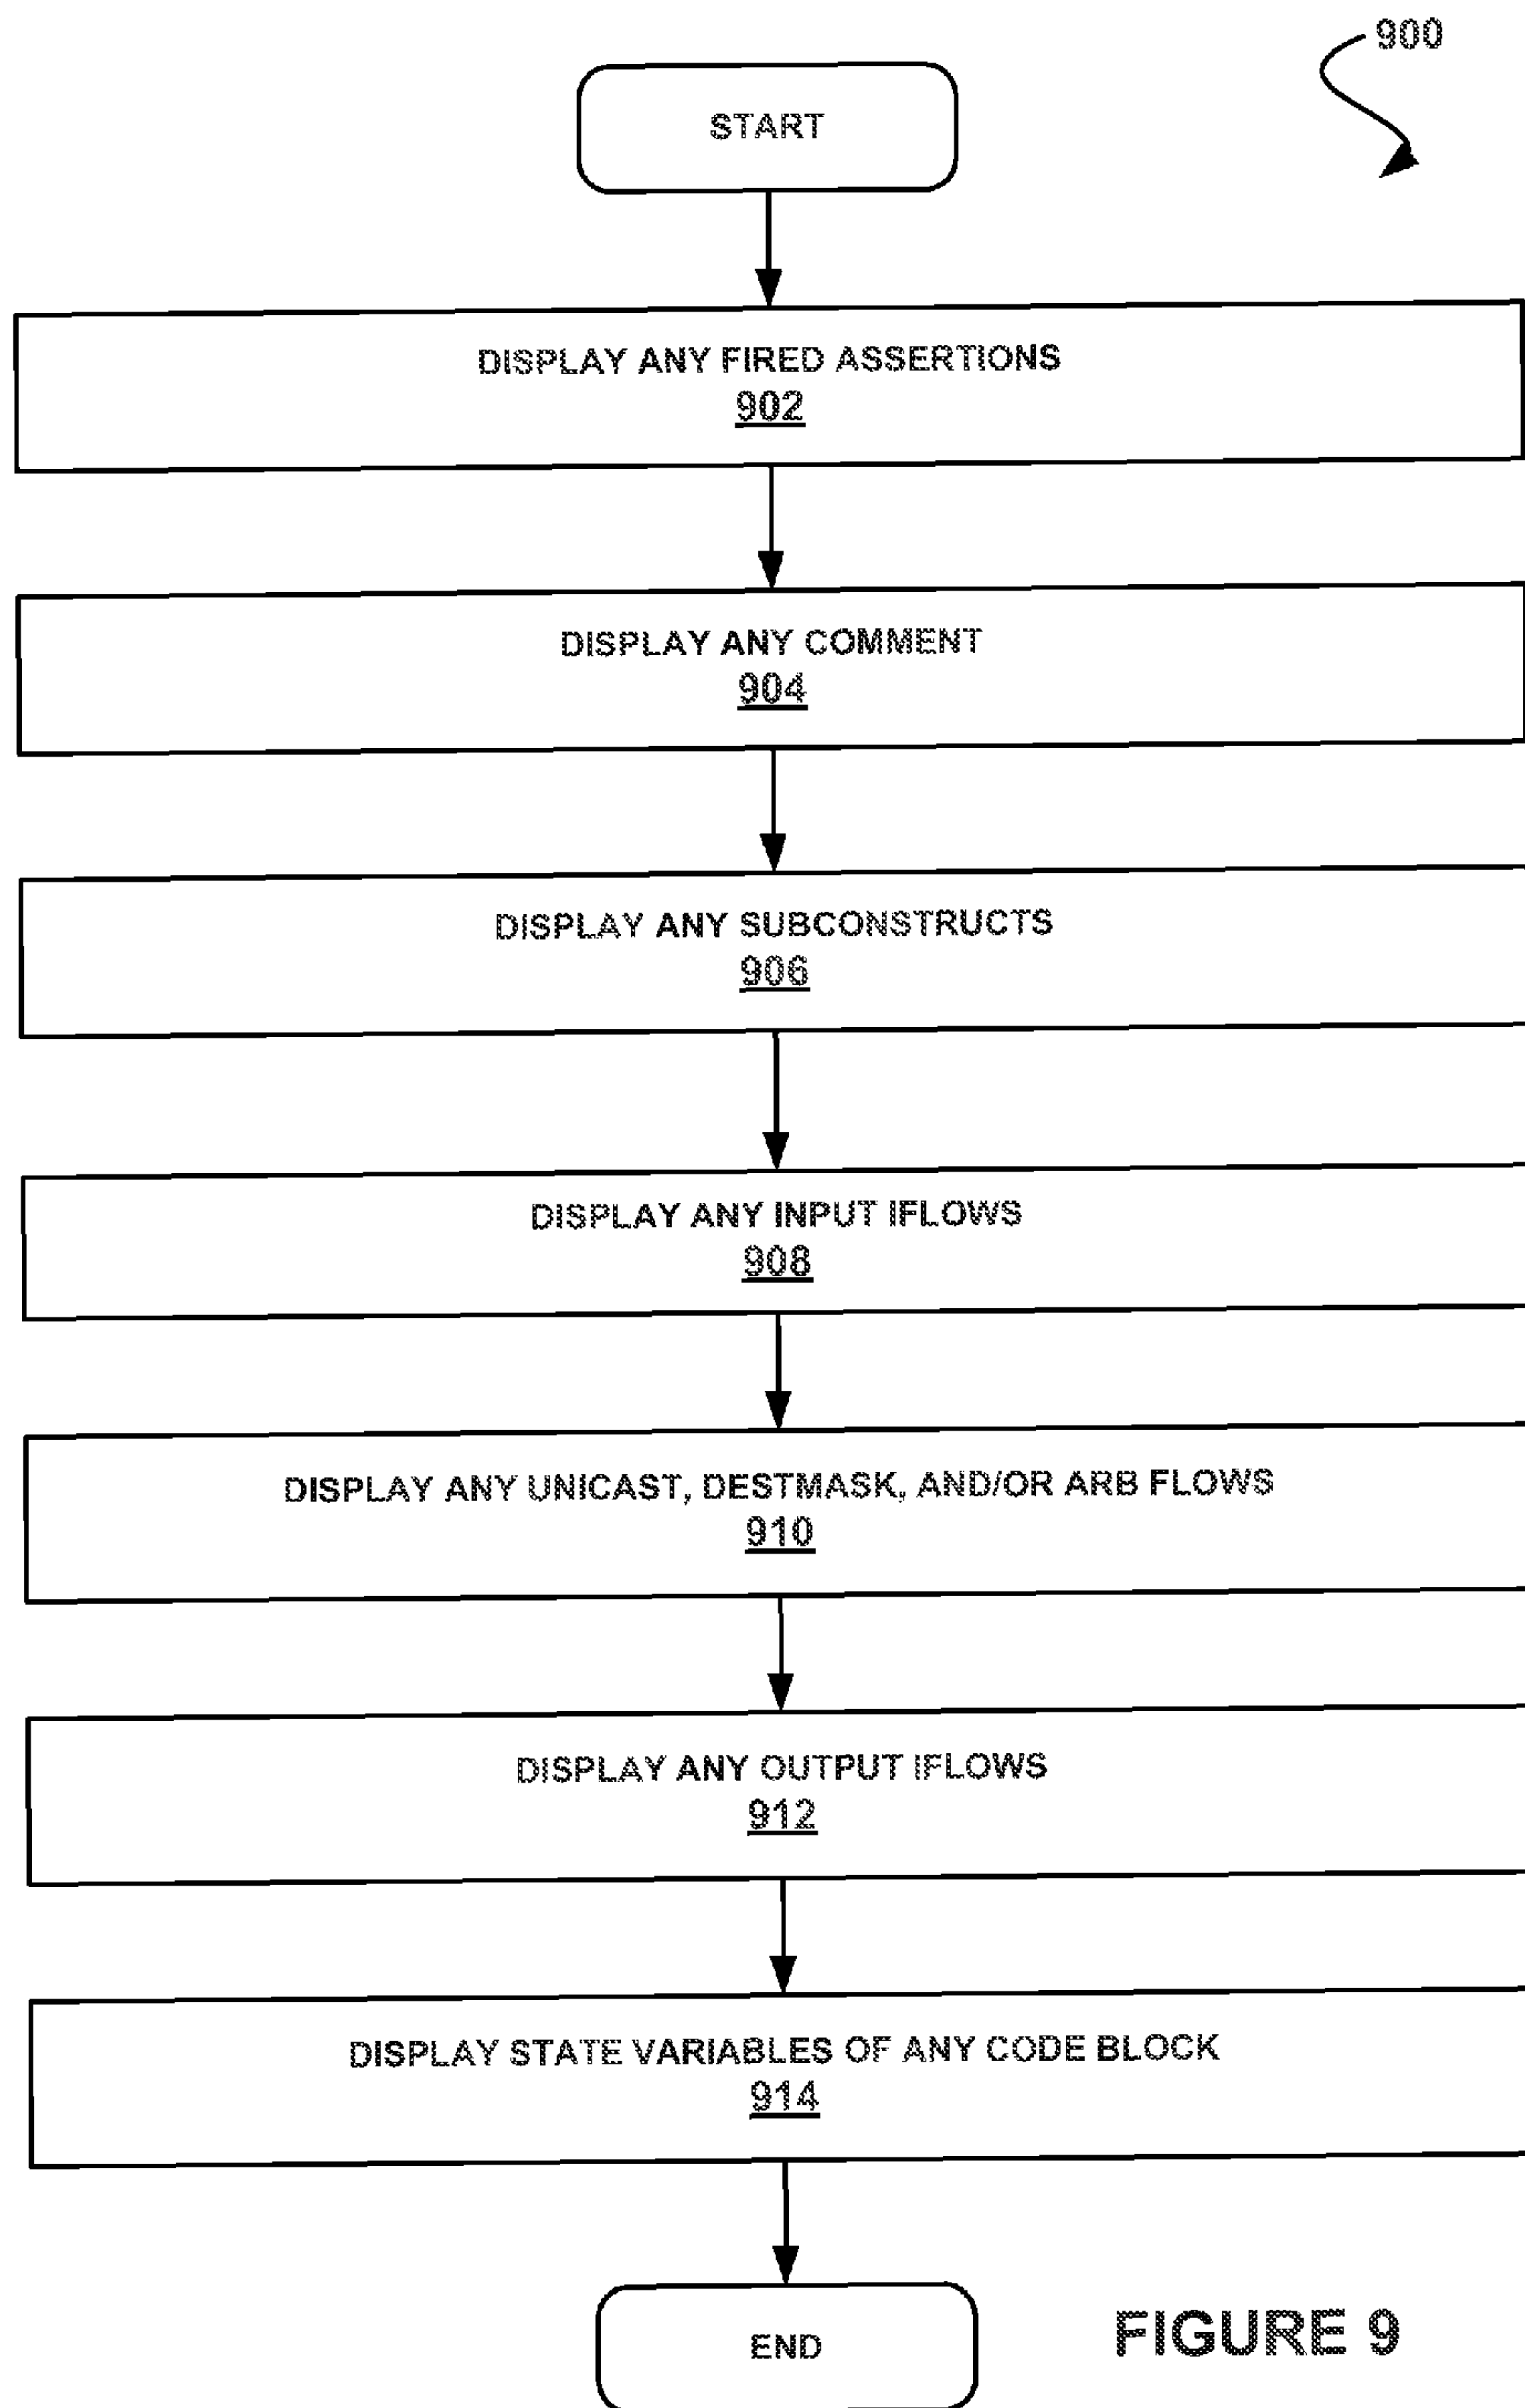 900
START
DISPLAY ANY FIRED ASSERTIONS
902
DISPLAY ANY COMMENT
904
DISPLAY ANY SUBCONSTRUCTS
906
DISPLAY ANY INPUT IFLOWS
908
DISPLAY ANY UNICAST, DESTMASK, AND/OR ARB FLOWS
910
DISPLAY ANY OUTPUT IFLOWS
912
DISPLAY STATE VARIABLES OF ANY CODE BLOCK
914
END
FIGURE 9